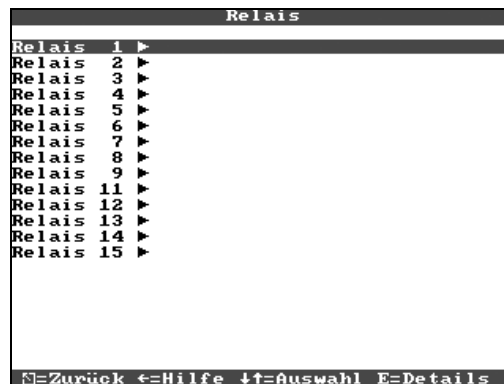 Relais
Relais 1 ►
Relais 2 ►
Relais 3 ►
Relais 4 ►
Relais 5 ►
Relais 6 ►
Relais 7 ►
Relais 8 ►
Relais 9 ►
Relais 11 ►
Relais 12 ►
Relais 13 ►
Relais 14 ►
Relais 15 ►
=Zurück ←=Hilfe ↓↑=Auswahl E=Details